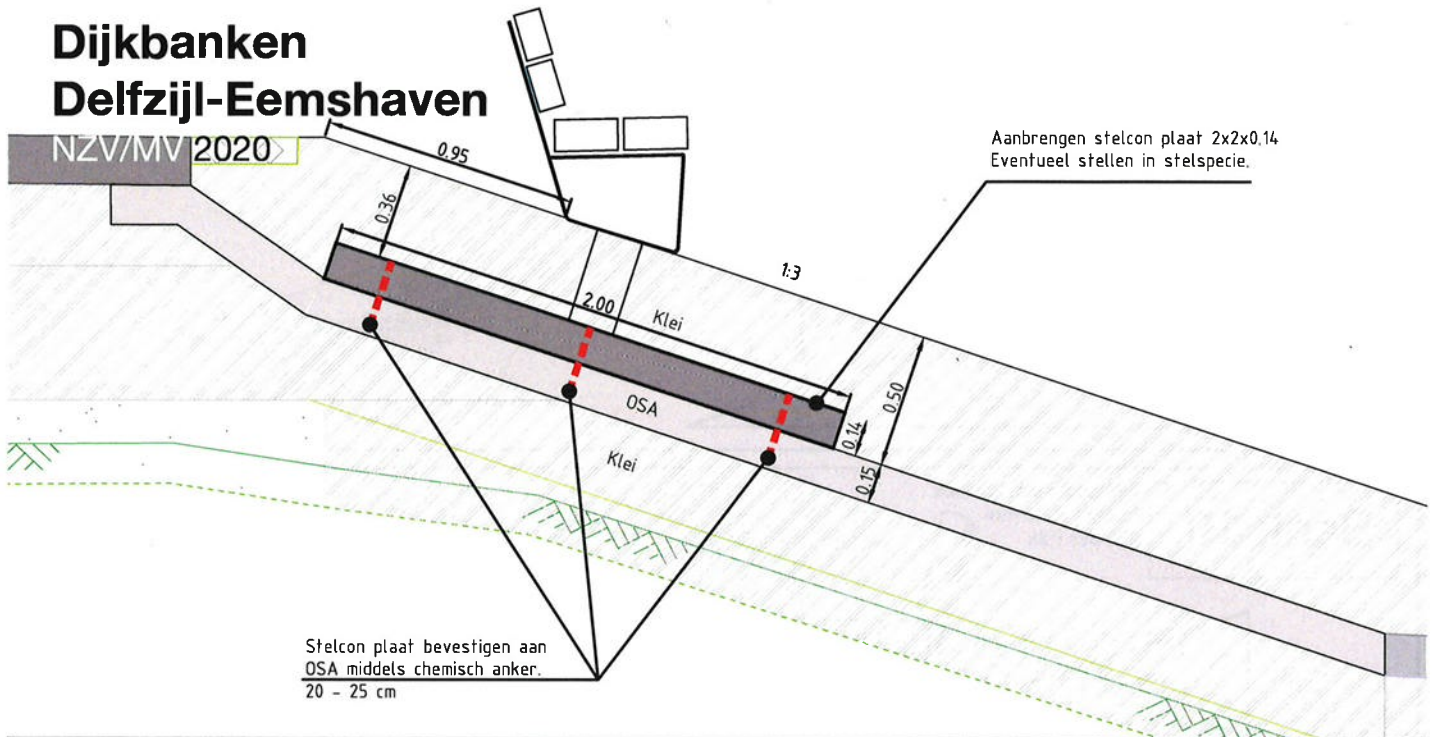 Dijkbanken
Delfzijl-Eemshaven
NZV/MV 2020
0.95
0.36
Aanbrengen stelcon plaat 2x2x0,14
Eventueel stellen in stelspecie.
1:3
2.00
Klei
OSA
0.50
0.14
Klei
0.15
Stelcon plaat bevestigen aan
OSA middels chemisch anker.
20 - 25 cm